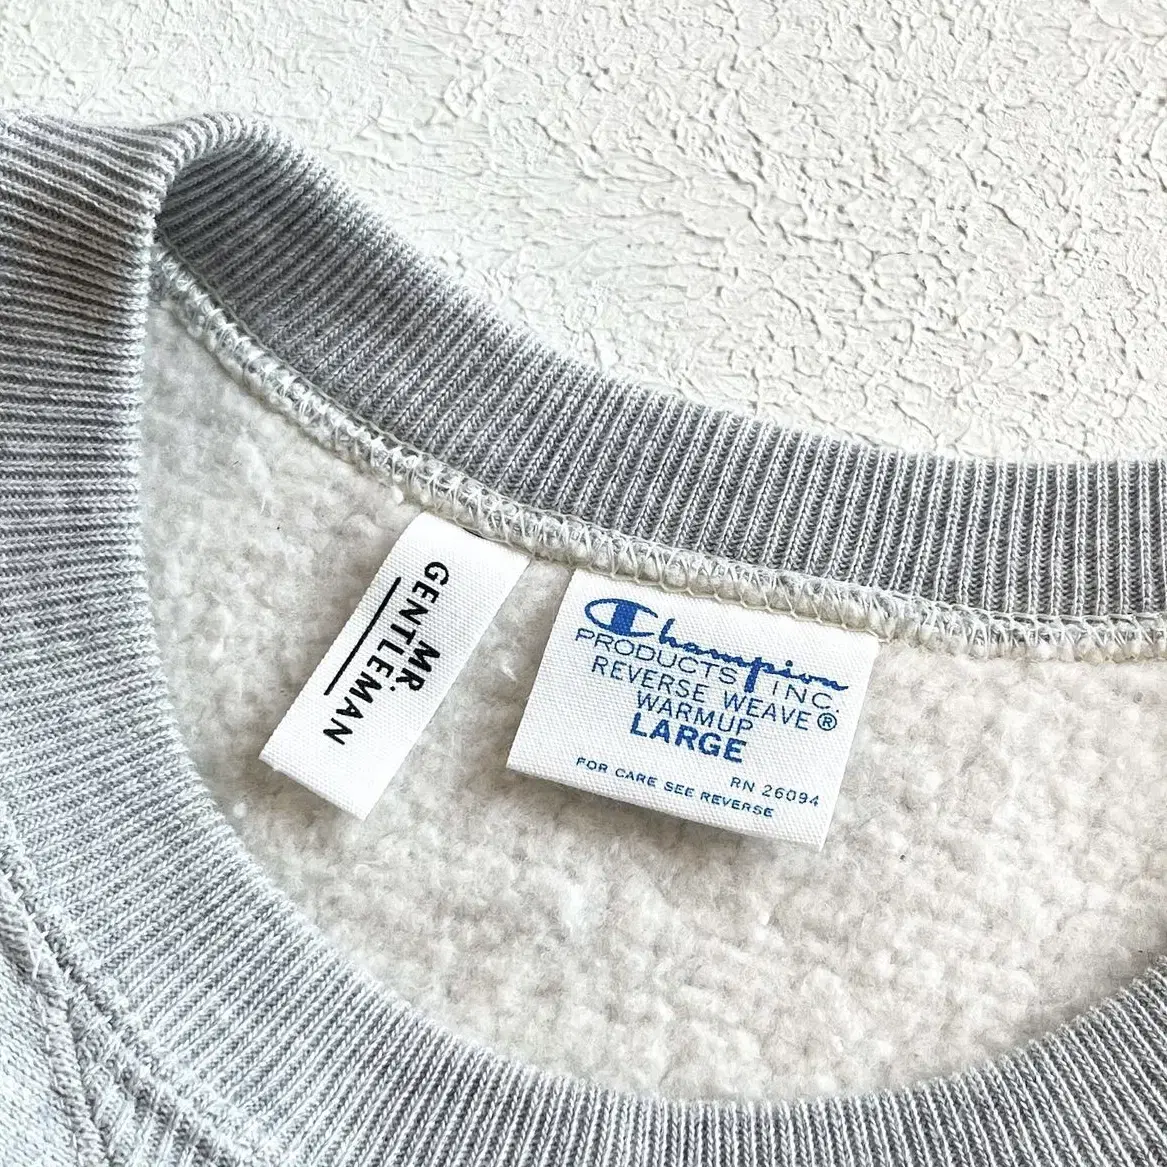 MR.
GENTLEMAN
Champion
PRODUCTS INC.
REVERSE WEAVE®
WARMUP
LARGE
RN 26094
FOR CARE SEE REVERSE